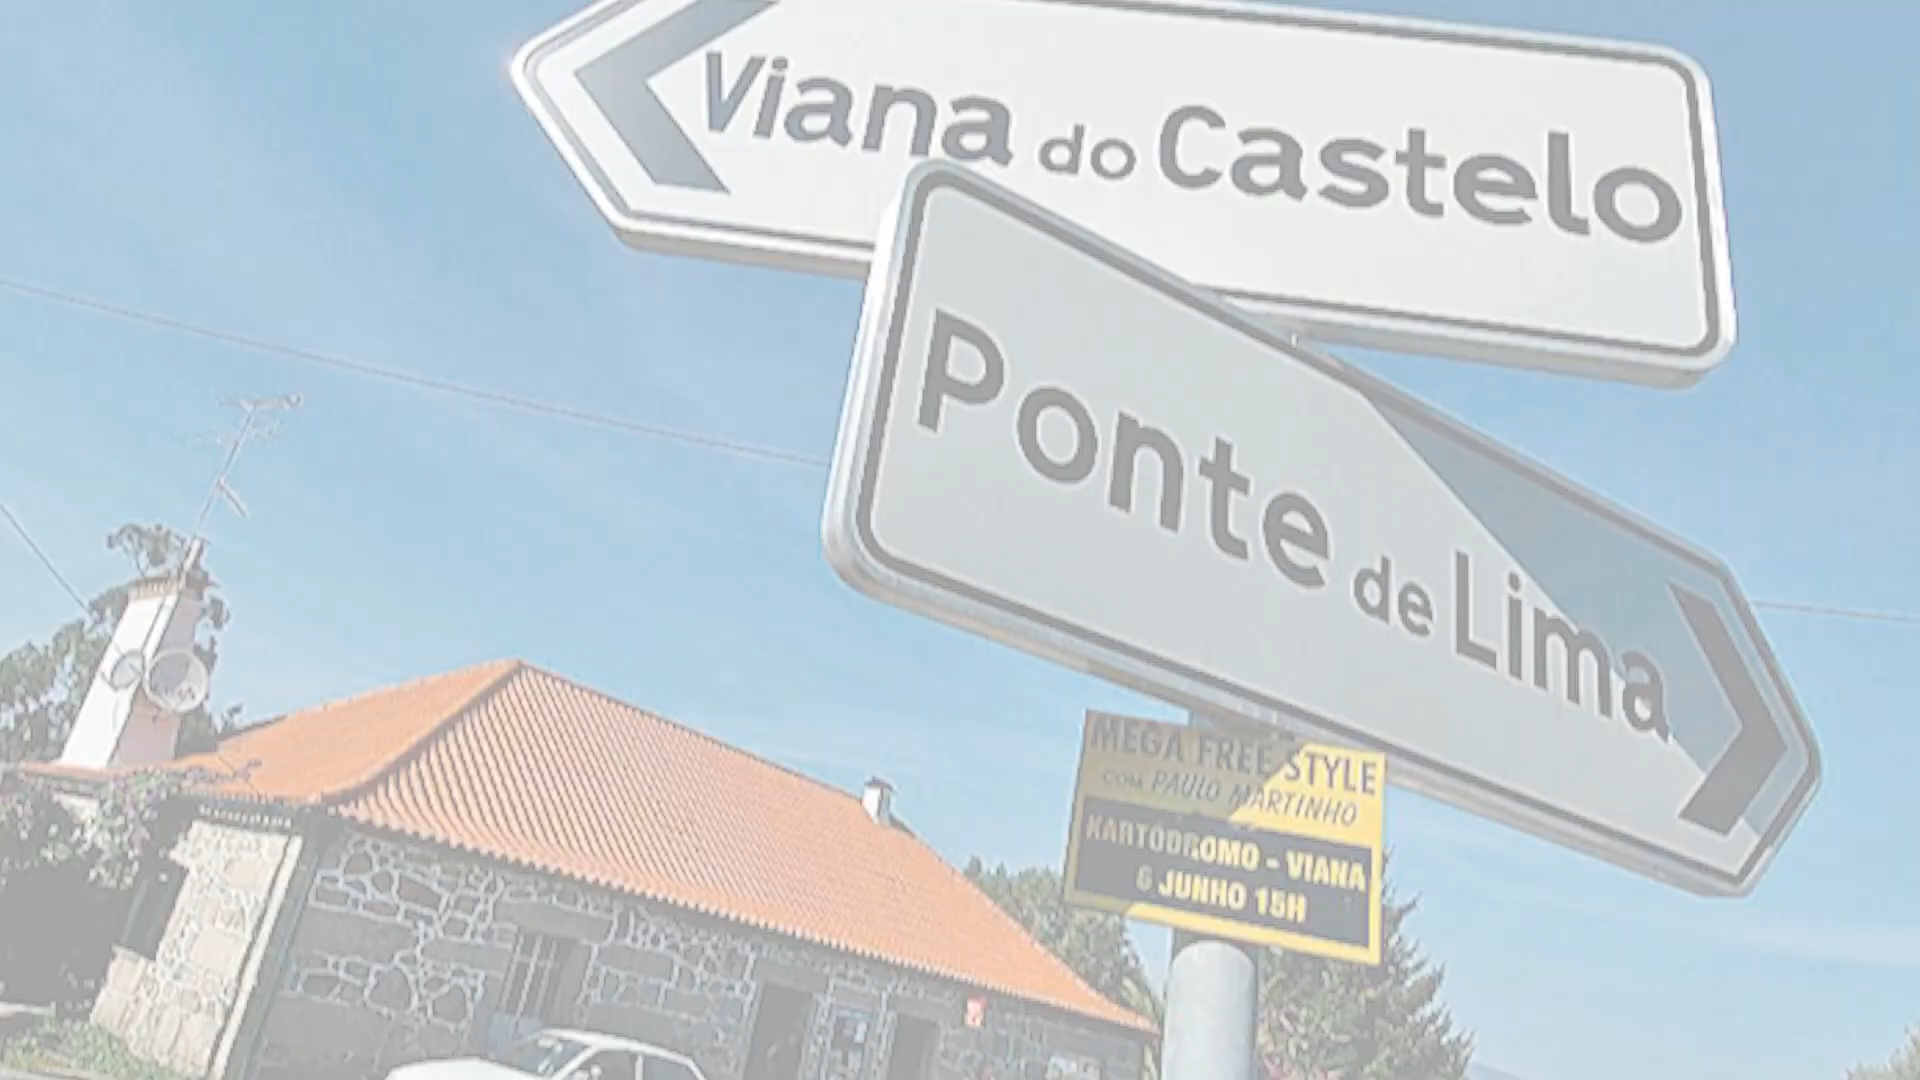 Viana do Castelo
Ponte de Lima
MEGA FREE STYLE
COM PAULO MARTINHO
KARTÓDROMO - VIANA
6 JUNHO 15H